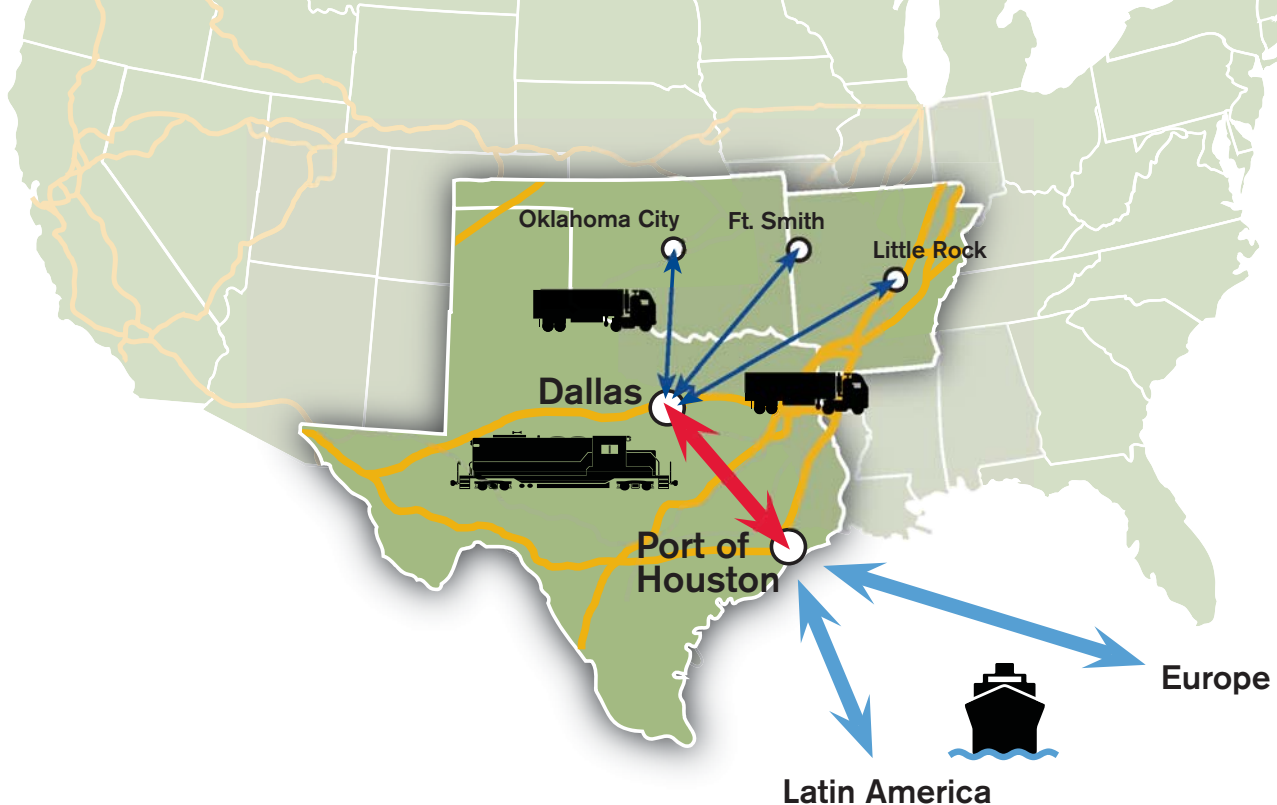 Oklahoma City
Ft. Smith
Little Rock
Dallas
Port of
Houston
Europe
Latin America